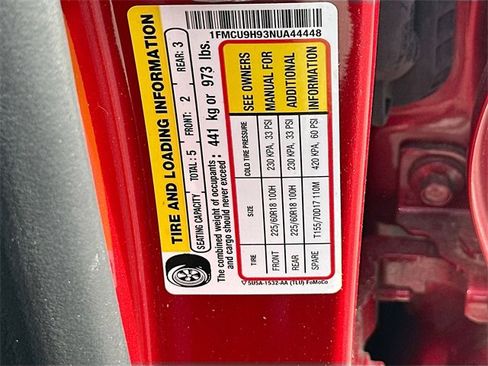 1FMCU9H93NUA44448
TIRE AND LOADING INFORMATION
SEATING CAPACITY TOTAL: 5 FRONT: 2 REAR: 3
The combined weight of occupants and cargo should never exceed: 441 kg or 973 lbs.
TIRE SIZE COLD TIRE PRESSURE
FRONT 225/60R18 100H 230 KPA, 33 PSI
REAR 225/60R18 100H 230 KPA, 33 PSI
SPARE T155/70D17 110M 420 KPA, 60 PSI
SEE OWNERS
MANUAL FOR
ADDITIONAL
INFORMATION
5U5A-1532-AA (TLU) FoMoCo